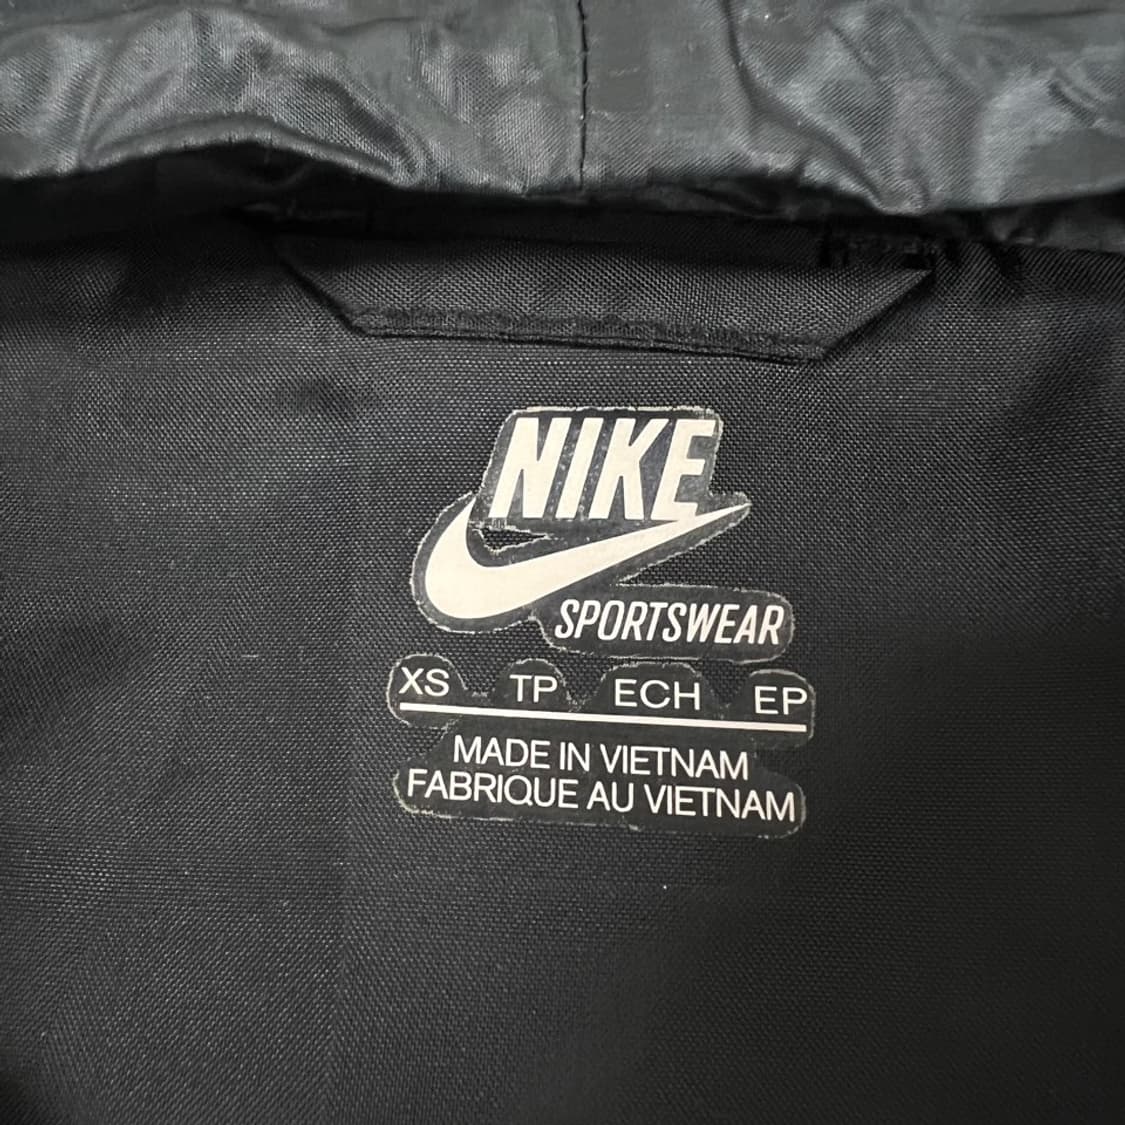 NIKE
SPORTSWEAR
XS TP ECH EP
MADE IN VIETNAM
FABRIQUE AU VIETNAM